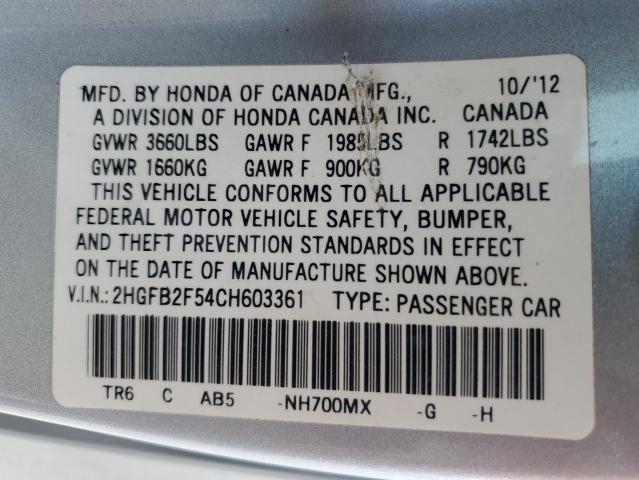 MFD. BY HONDA OF CANADA MFG., 10/'12
A DIVISION OF HONDA CANADA INC. CANADA
GVWR 3660LBS GAWR F 1985LBS R 1742LBS
GVWR 1660KG GAWR F 900KG R 790KG
THIS VEHICLE CONFORMS TO ALL APPLICABLE
FEDERAL MOTOR VEHICLE SAFETY, BUMPER,
AND THEFT PREVENTION STANDARDS IN EFFECT
ON THE DATE OF MANUFACTURE SHOWN ABOVE.
V.I.N.: 2HGFB2F54CH603361 TYPE: PASSENGER CAR
TR6 C AB5 -NH700MX -G -H